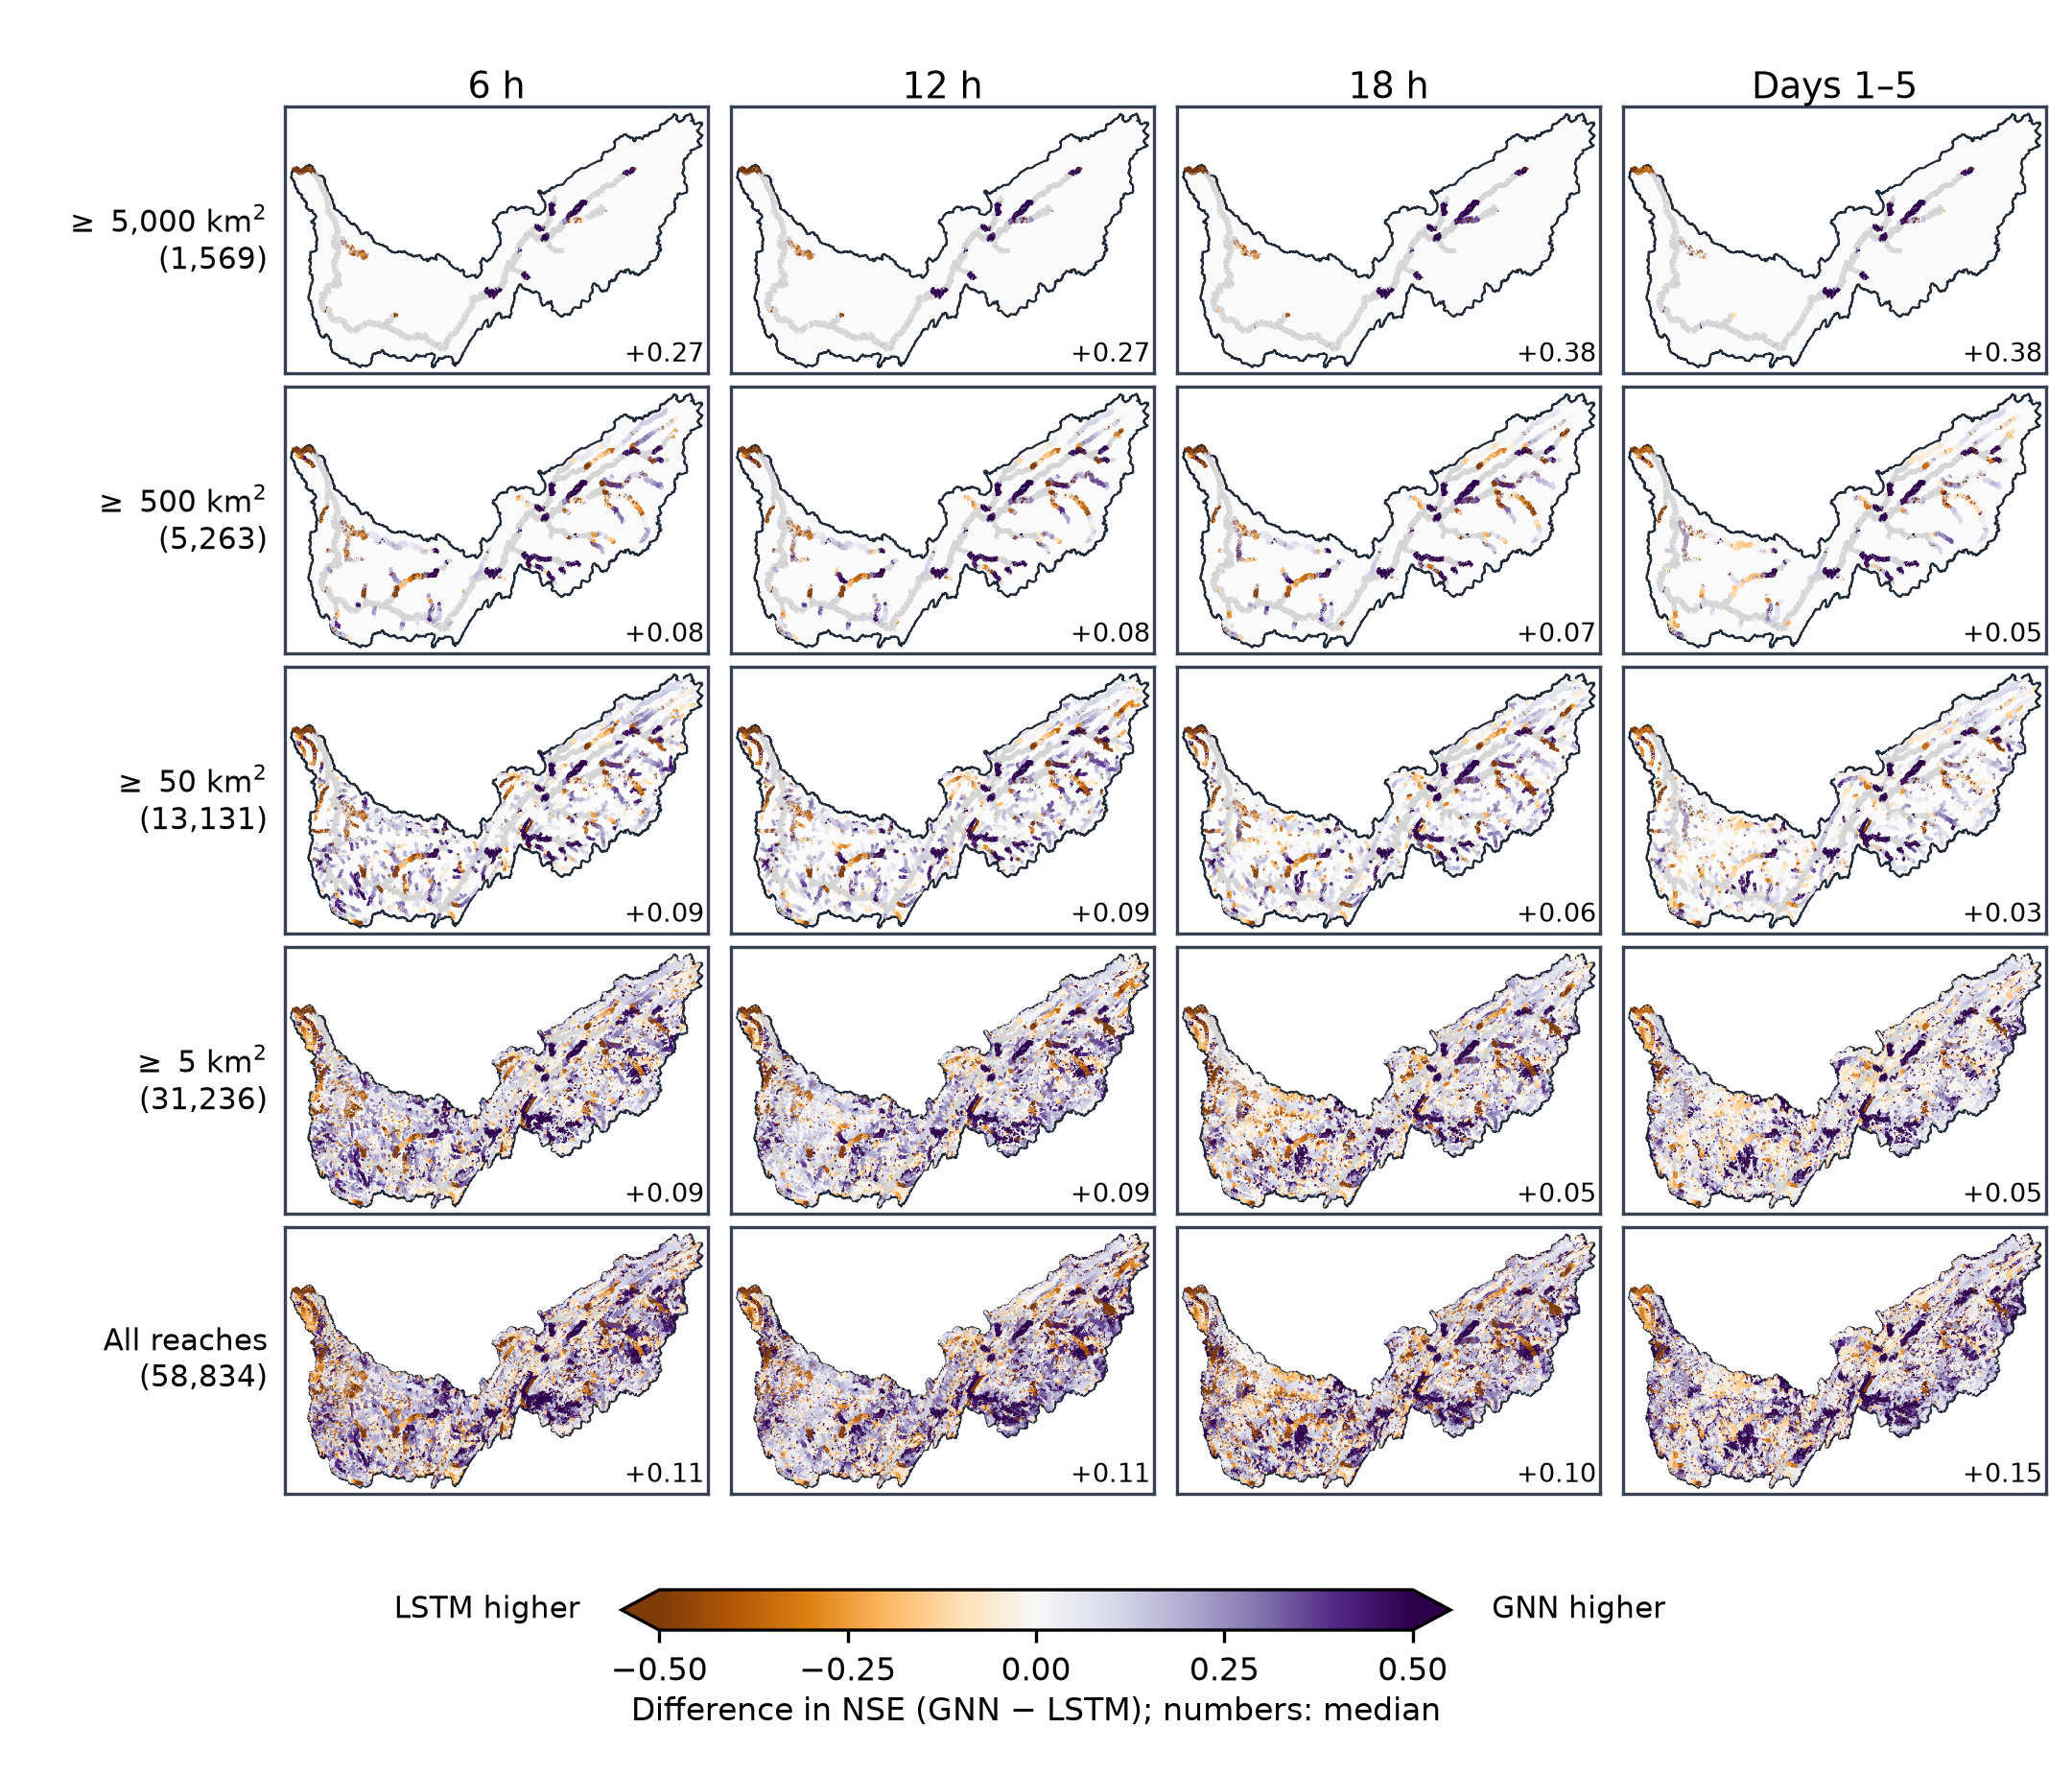 6 h
12 h
18 h
Days 1–5
≥ 5,000 km²
(1,569)
+0.27
+0.27
+0.38
+0.38
≥ 500 km²
(5,263)
+0.08
+0.08
+0.07
+0.05
≥ 50 km²
(13,131)
+0.09
+0.09
+0.06
+0.03
≥ 5 km²
(31,236)
+0.09
+0.09
+0.05
+0.05
All reaches
(58,834)
+0.11
+0.11
+0.10
+0.15
LSTM higher
GNN higher
−0.50
−0.25
0.00
0.25
0.50
Difference in NSE (GNN − LSTM); numbers: median